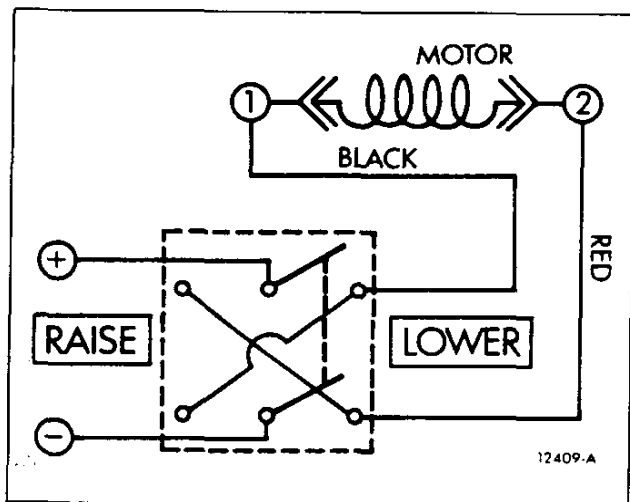 MOTOR
1
2
BLACK
RED
+
RAISE
LOWER
-
12409-A